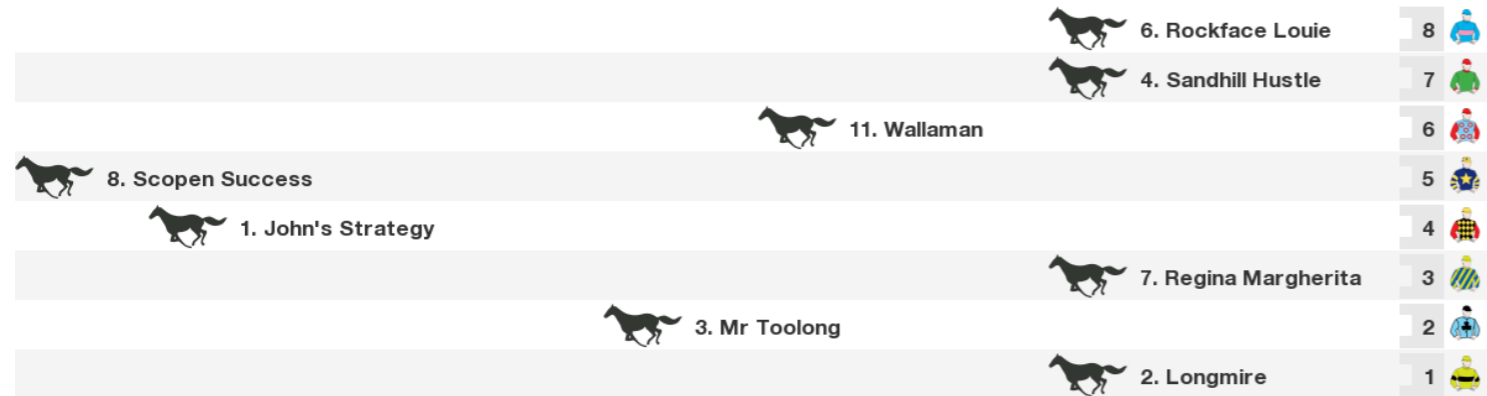 6. Rockface Louie 8
4. Sandhill Hustle 7
11. Wallaman 6
8. Scopen Success 5
1. John's Strategy 4
7. Regina Margherita 3
3. Mr Toolong 2
2. Longmire 1